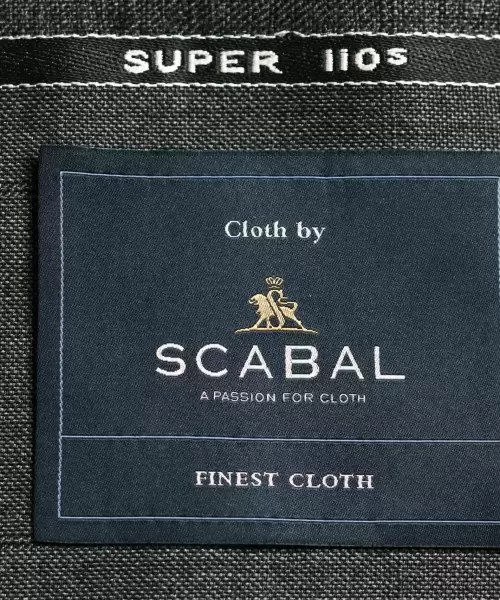 SUPER 110s
Cloth by
SCABAL
A PASSION FOR CLOTH
FINEST CLOTH